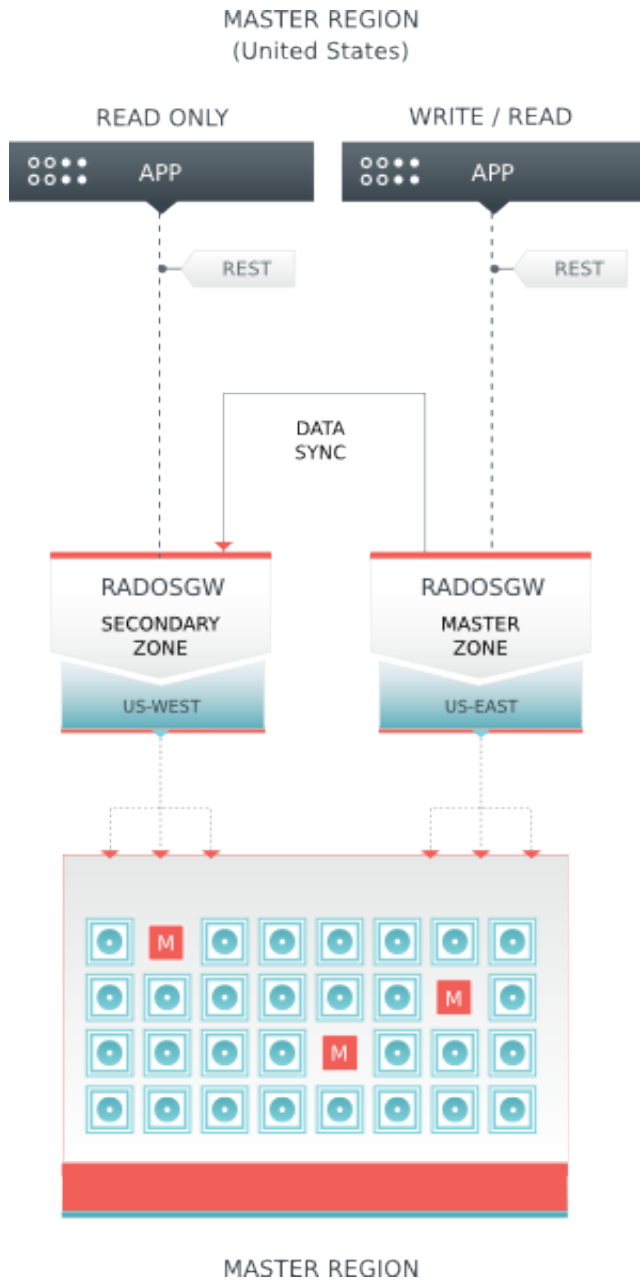 MASTER REGION
(United States)
READ ONLY
WRITE / READ
APP
APP
REST
REST
DATA
SYNC
RADOSGW
SECONDARY
ZONE
US-WEST
RADOSGW
MASTER
ZONE
US-EAST
M
M
M
MASTER REGION